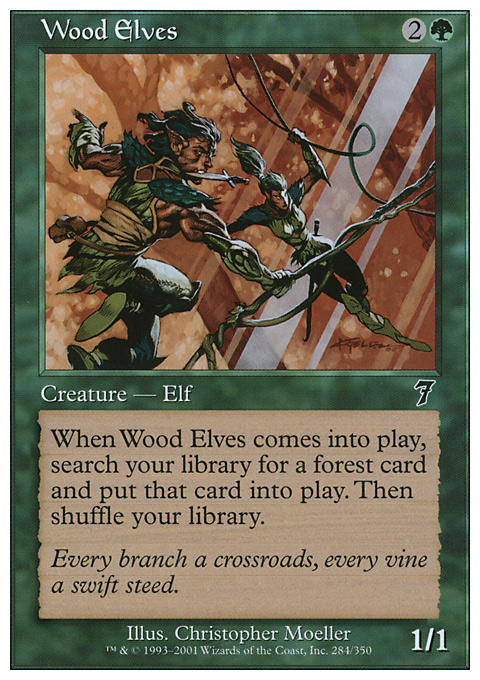 Wood Elves 2
Creature — Elf 7
When Wood Elves comes into play,
search your library for a forest card
and put that card into play. Then
shuffle your library.
Every branch a crossroads, every vine
a swift steed.
Illus. Christopher Moeller
™ & © 1993–2001 Wizards of the Coast, Inc. 284/350
1/1